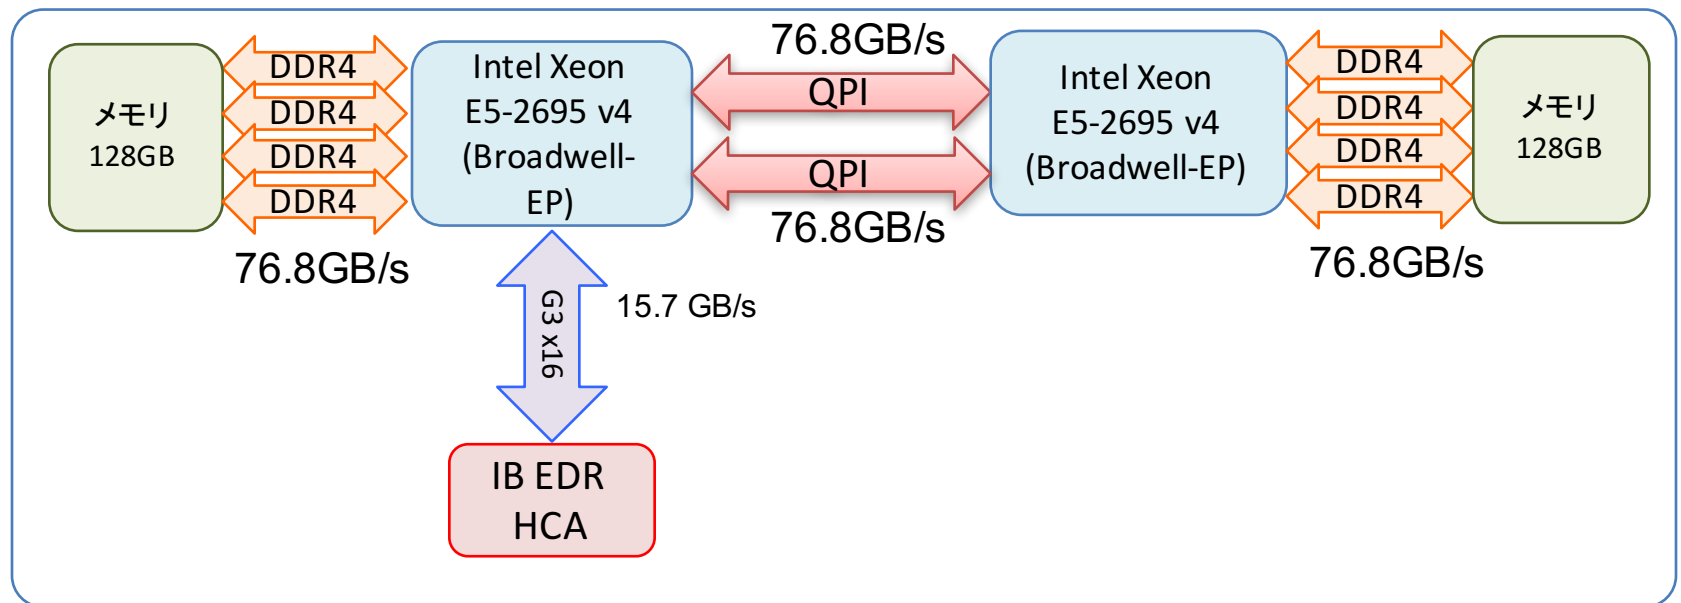 メモリ
128GB
DDR4
DDR4
DDR4
DDR4
76.8GB/s
Intel Xeon
E5-2695 v4
(Broadwell-
EP)
76.8GB/s
QPI
QPI
76.8GB/s
Intel Xeon
E5-2695 v4
(Broadwell-EP)
DDR4
DDR4
DDR4
DDR4
76.8GB/s
メモリ
128GB
G3 x16
15.7 GB/s
IB EDR
HCA